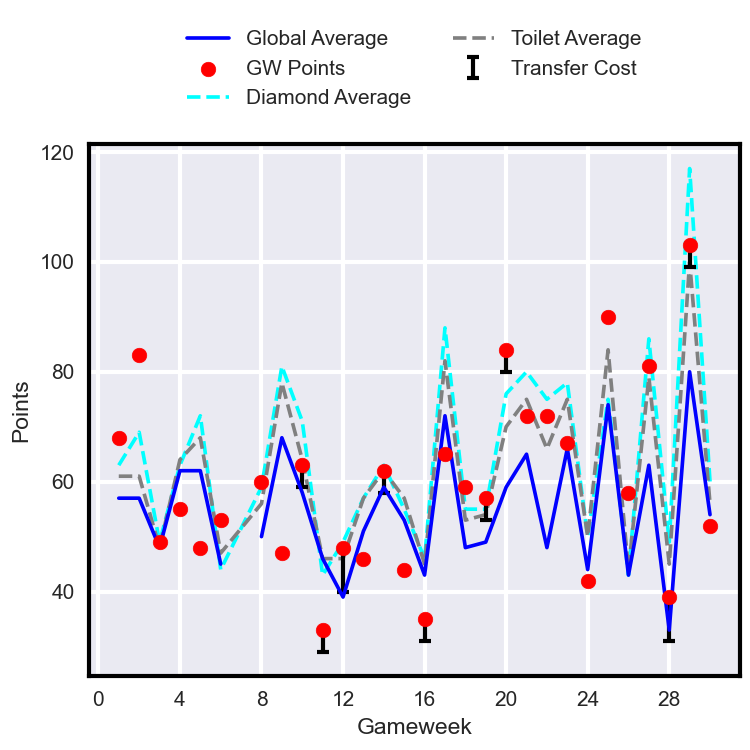 Global Average
GW Points
Diamond Average
Toilet Average
Transfer Cost
120
100
80
60
40
Points
0 4 8 12 16 20 24 28
Gameweek